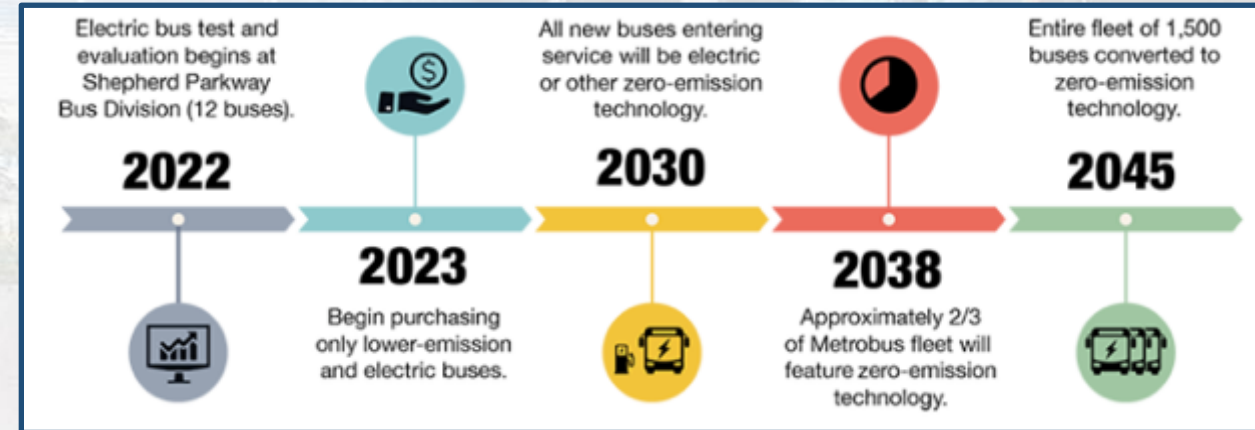 Electric bus test and
evaluation begins at
Shepherd Parkway
Bus Division (12 buses).
2022
$
2023
Begin purchasing
only lower-emission
and electric buses.
All new buses entering
service will be electric
or other zero-emission
technology.
2030
2038
Approximately 2/3
of Metrobus fleet will
feature zero-emission
technology.
Entire fleet of 1,500
buses converted to
zero-emission
technology.
2045